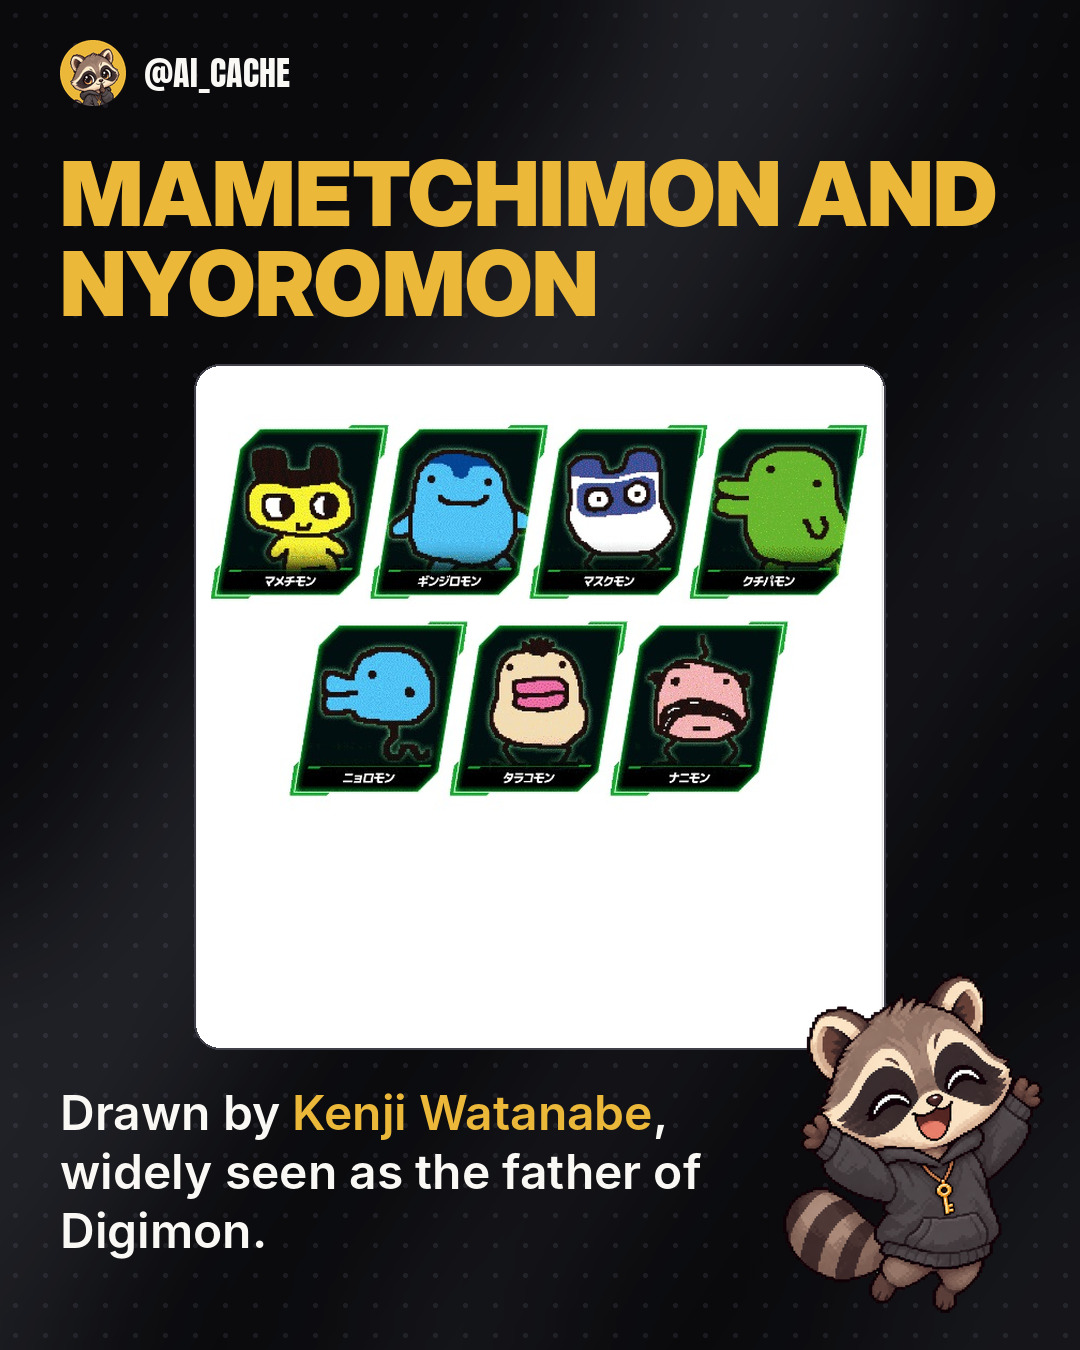 @AI_CACHE
MAMETCHIMON AND
NYOROMON
マメチモン
ギンジロモン
マスクモン
クチパモン
ニョロモン
タラコモン
ナニモン
Drawn by Kenji Watanabe,
widely seen as the father of
Digimon.